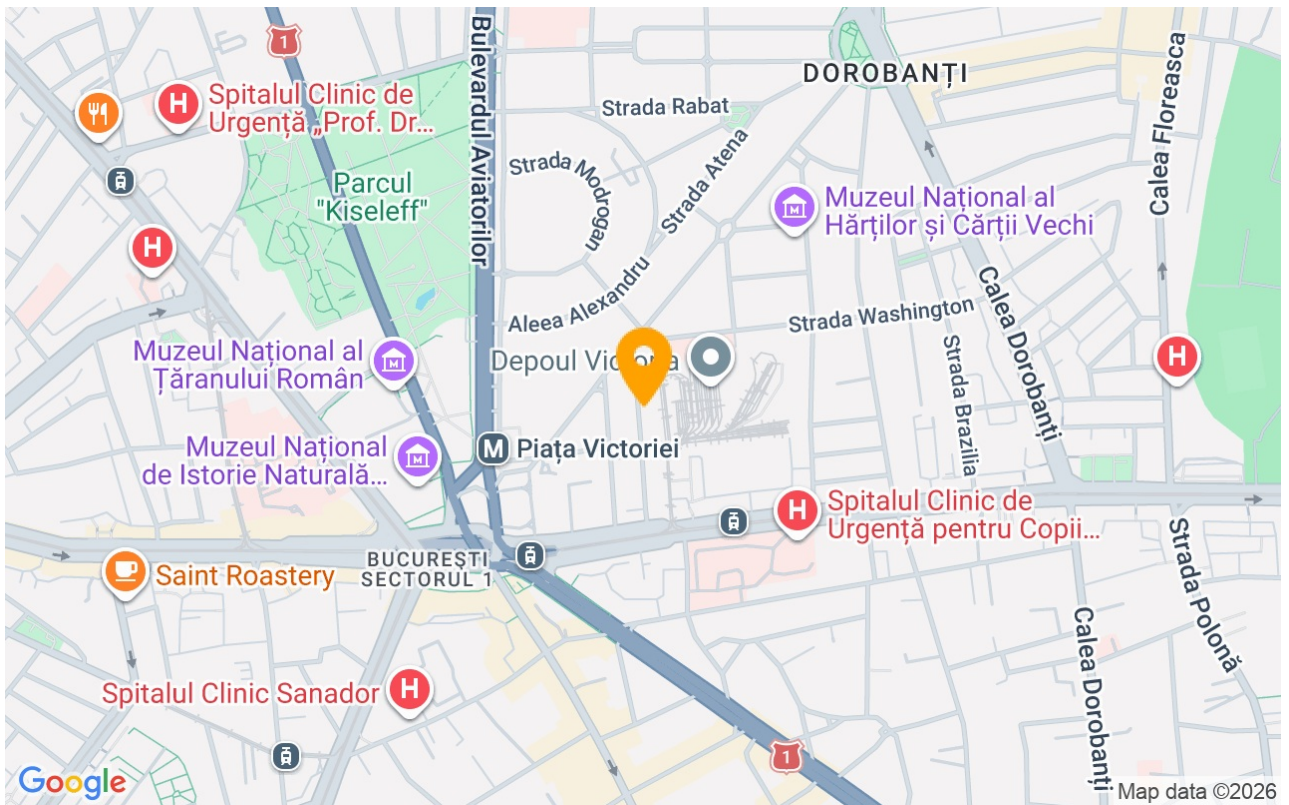 1
Bulevardul Aviatorilor
DOROBANȚI
Calea Floreasca
H
Spitalul Clinic de
Urgență „Prof. Dr...
Strada Rabat
Strada Modrogan
Strada Atena
Parcul
"Kiseleff"
M
Muzeul Național al
Hărților și Cărții Vechi
H
Aleea Alexandru
Calea Dorobanți
Strada Washington
Muzeul Național al
Țăranului Român
M
Depoul Victoria
Strada Brazilia
H
Muzeul Național
de Istorie Naturală...
M
M
Piața Victoriei
H
Spitalul Clinic de
Urgență pentru Copii...
BUCUREȘTI
SECTORUL 1
Saint Roastery
Strada Polonă
Calea Dorobanți
Spitalul Clinic Sanador
H
1
Google
Map data ©2026